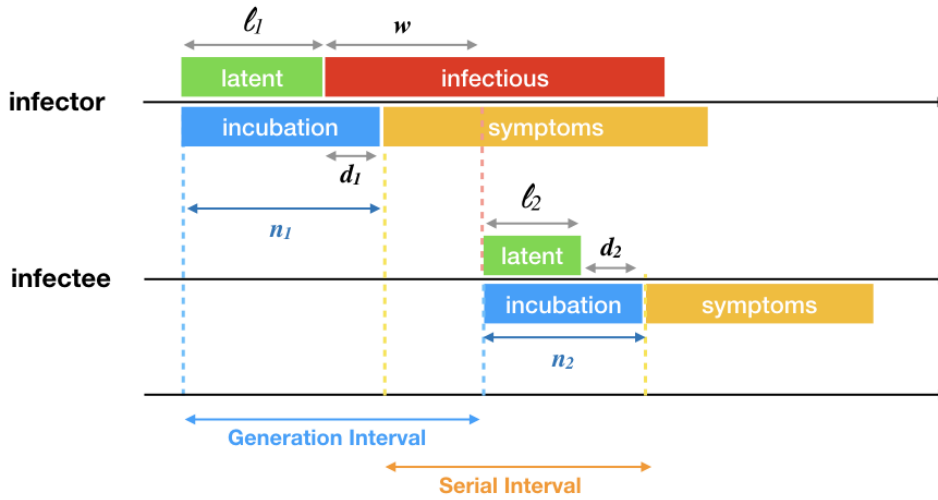 ℓ1 w
latent infectious
infector
incubation symptoms
d1
ℓ2
n1 d2
latent
infectee
incubation symptoms
n2
Generation Interval
Serial Interval